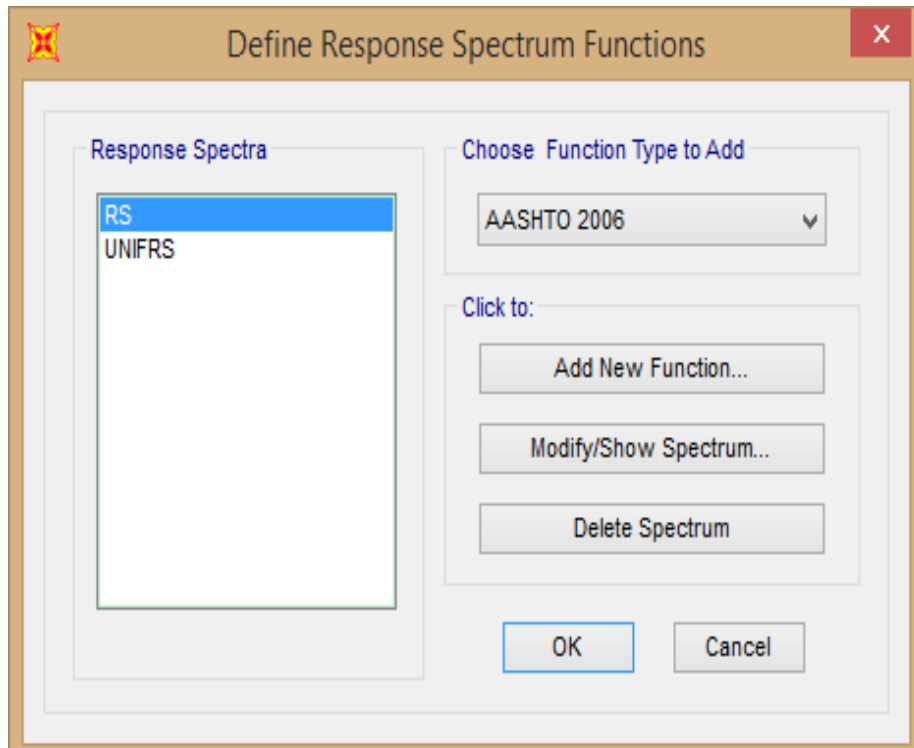 Define Response Spectrum Functions
x
Response Spectra
RS
UNIFRS
Choose Function Type to Add
AASHTO 2006
Click to:
Add New Function...
Modify/Show Spectrum...
Delete Spectrum
OK
Cancel